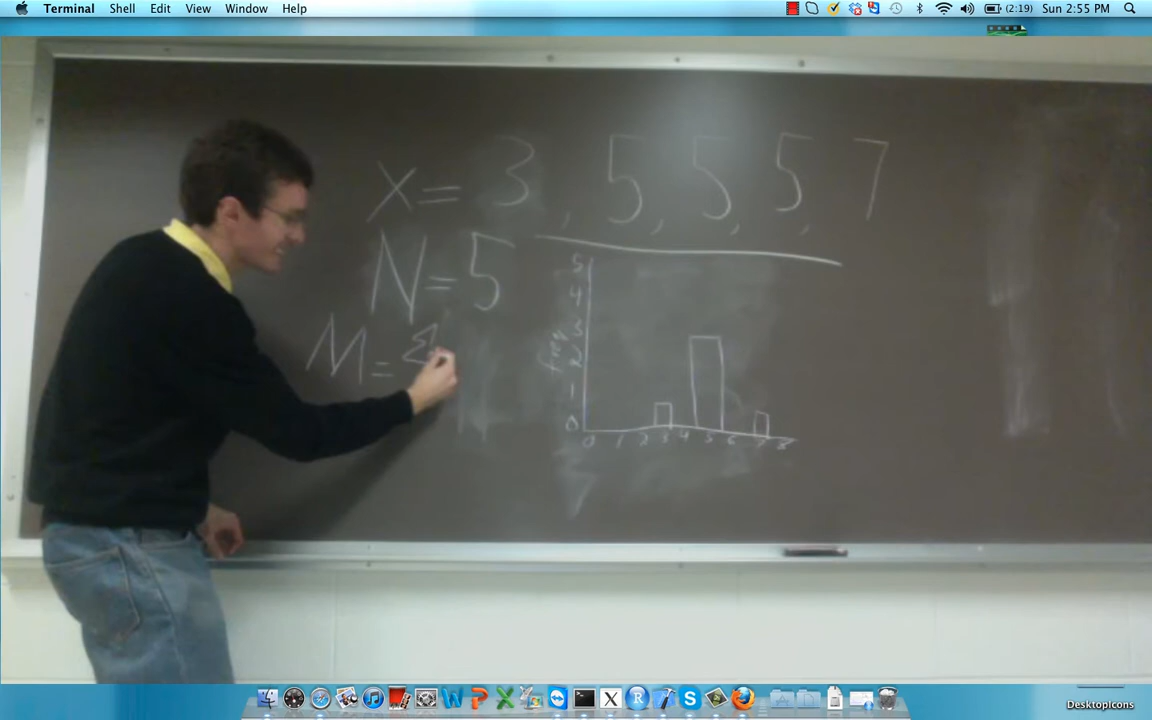 Terminal Shell Edit View Window Help (2:19) Sun 2:55 PM
X = 3, 5, 5, 5, 7
N = 5
M = Σ
freq
5
4
3
2
1
0
0 1 2 3 4 5 6 7 8
DesktopIcons